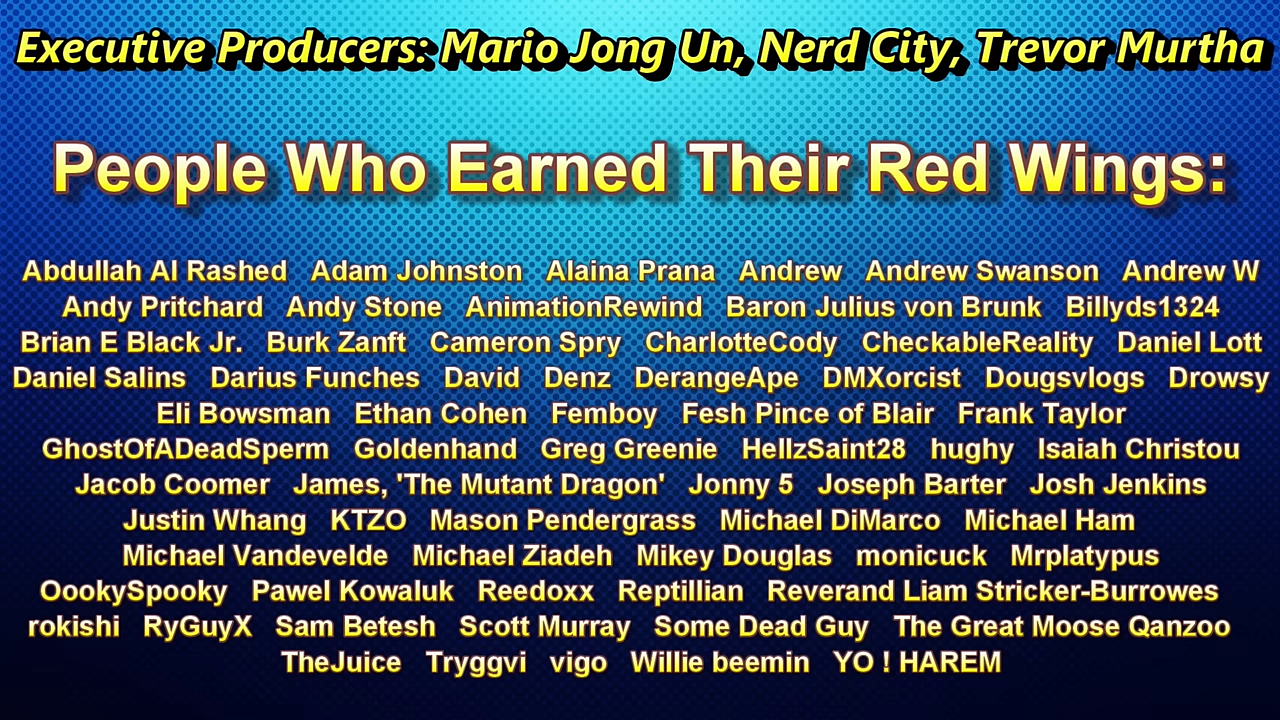 Executive Producers: Mario Jong Un, Nerd City, Trevor Murtha
People Who Earned Their Red Wings:
Abdullah Al Rashed Adam Johnston Alaina Prana Andrew Andrew Swanson Andrew W
Andy Pritchard Andy Stone AnimationRewind Baron Julius von Brunk Billyds1324
Brian E Black Jr. Burk Zanft Cameron Spry CharlotteCody CheckableReality Daniel Lott
Daniel Salins Darius Funches David Denz DerangeApe DMXorcist Dougsvlogs Drowsy
Eli Bowsman Ethan Cohen Femboy Fesh Pince of Blair Frank Taylor
GhostOfADeadSperm Goldenhand Greg Greenie HellzSaint28 hughy Isaiah Christou
Jacob Coomer James, 'The Mutant Dragon' Jonny 5 Joseph Barter Josh Jenkins
Justin Whang KTZO Mason Pendergrass Michael DiMarco Michael Ham
Michael Vandevelde Michael Ziadeh Mikey Douglas monicuck Mrplatypus
OookySpooky Pawel Kowaluk Reedoxx Reptillian Reverand Liam Stricker-Burrowes
rokishi RyGuyX Sam Betesh Scott Murray Some Dead Guy The Great Moose Qanzoo
TheJuice Tryggvi vigo Willie beemin YO ! HAREM